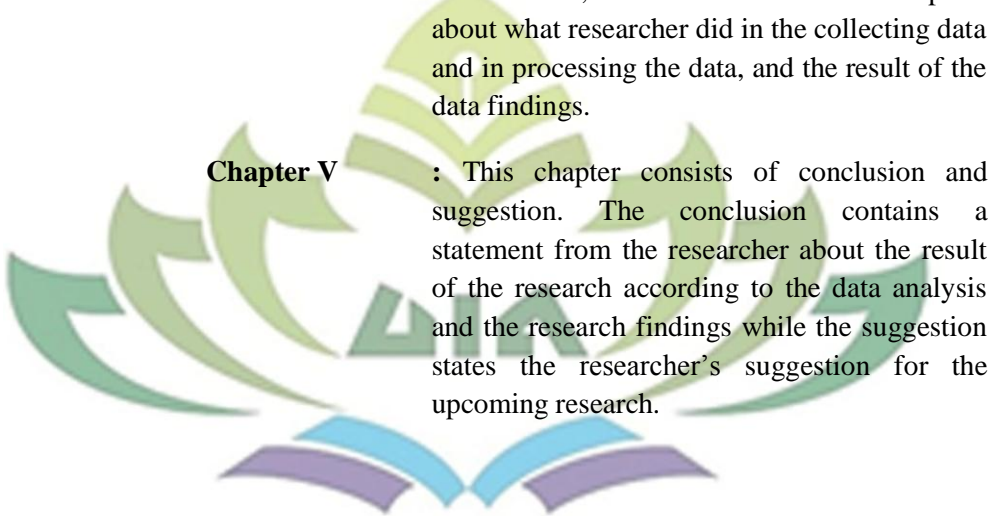 about what researcher did in the collecting data
and in processing the data, and the result of the
data findings.
Chapter V : This chapter consists of conclusion and
suggestion. The conclusion contains a
statement from the researcher about the result
of the research according to the data analysis
and the research findings while the suggestion
states the researcher’s suggestion for the
upcoming research.